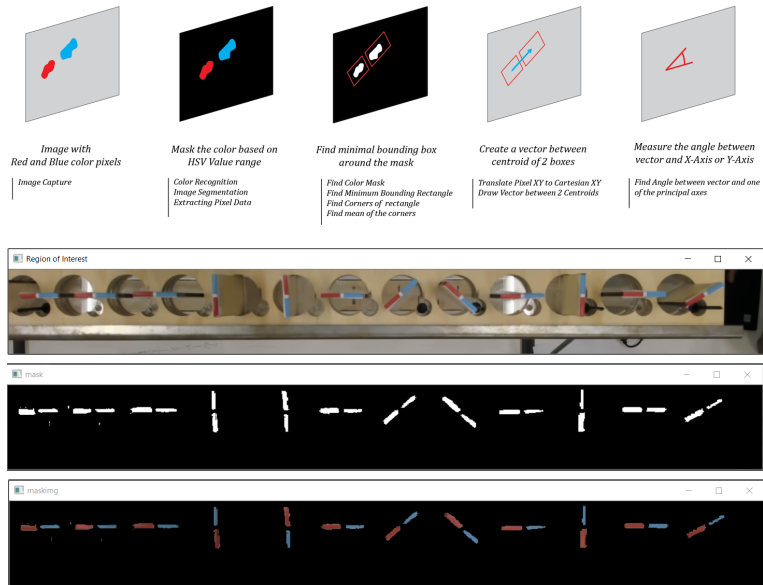 Image with
Red and Blue color pixels
Image Capture
Mask the color based on
HSV Value range
Color Recognition
Image Segmentation
Extracting Pixel Data
Find minimal bounding box
around the mask
Find Color Mask
Find Minimum Bounding Rectangle
Find Corners of rectangle
Find mean of the corners
Create a vector between
centroid of 2 boxes
Translate Pixel XY to Cartesian XY
Draw Vector between 2 Centroids
Measure the angle between
vector and X-Axis or Y-Axis
Find Angle between vector and one
of the principal axes
Region of Interest
mask
maskimg